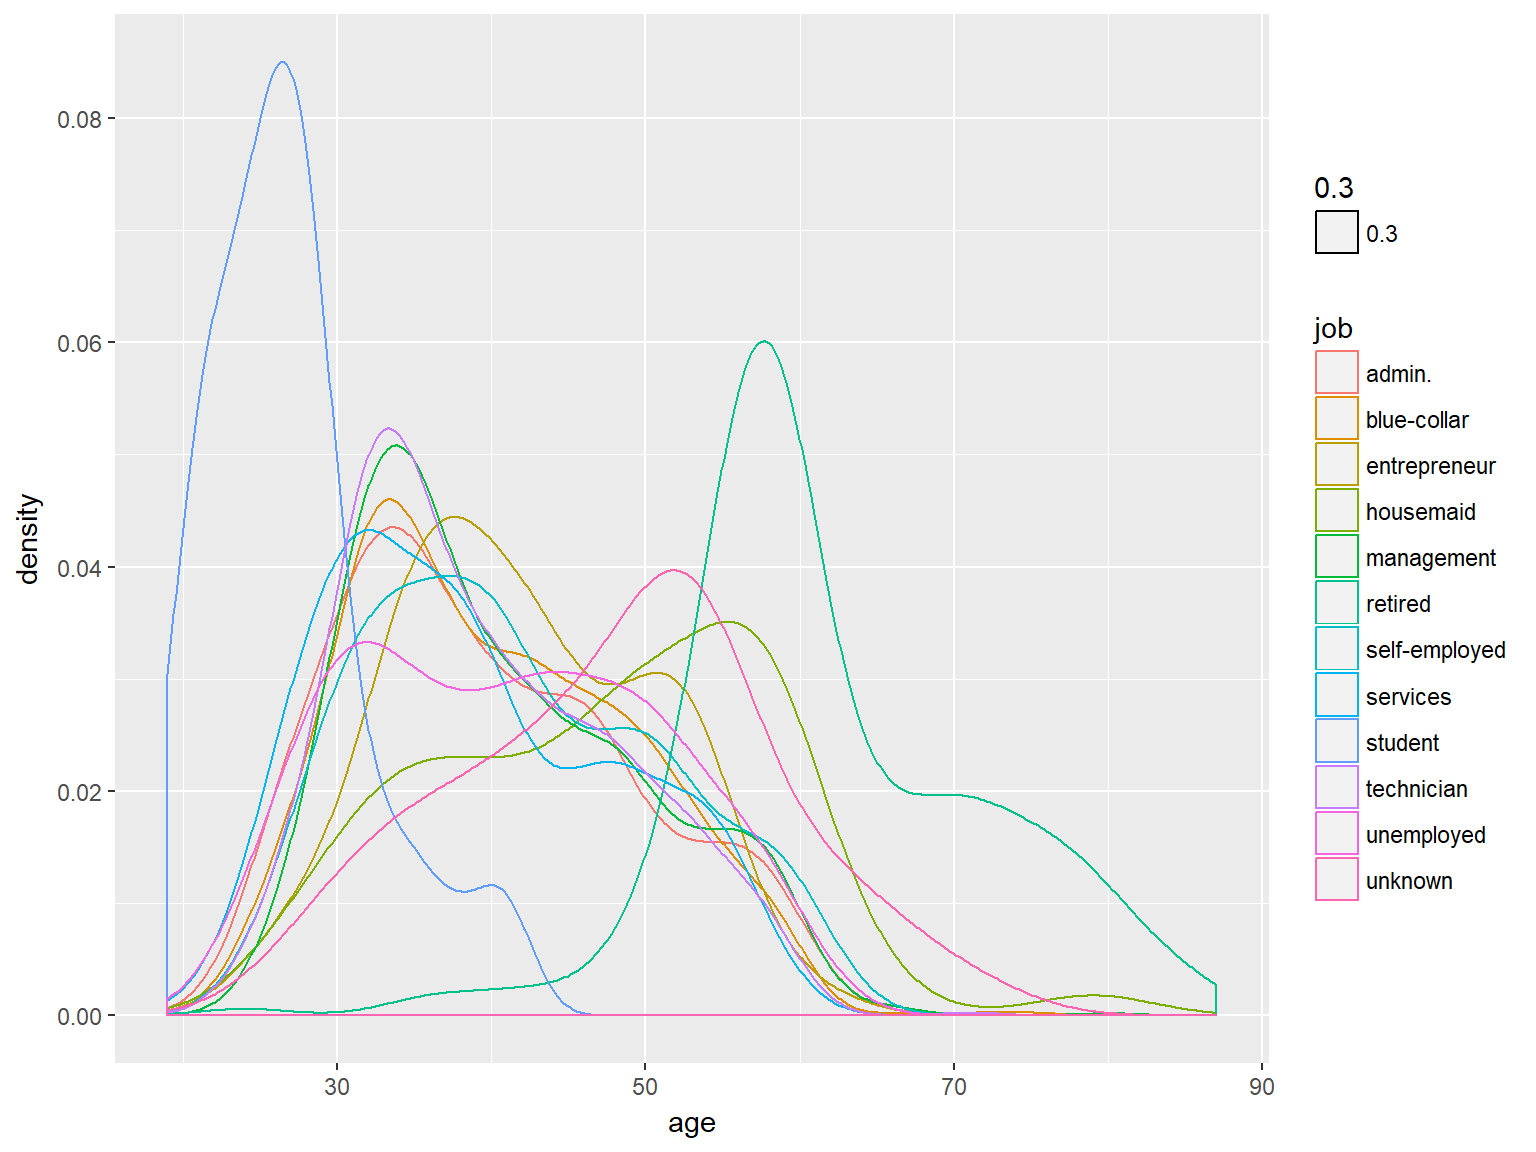 0.08
0.06
0.04
0.02
0.00
density
30
50
70
90
age
0.3
0.3
job
admin.
blue-collar
entrepreneur
housemaid
management
retired
self-employed
services
student
technician
unemployed
unknown